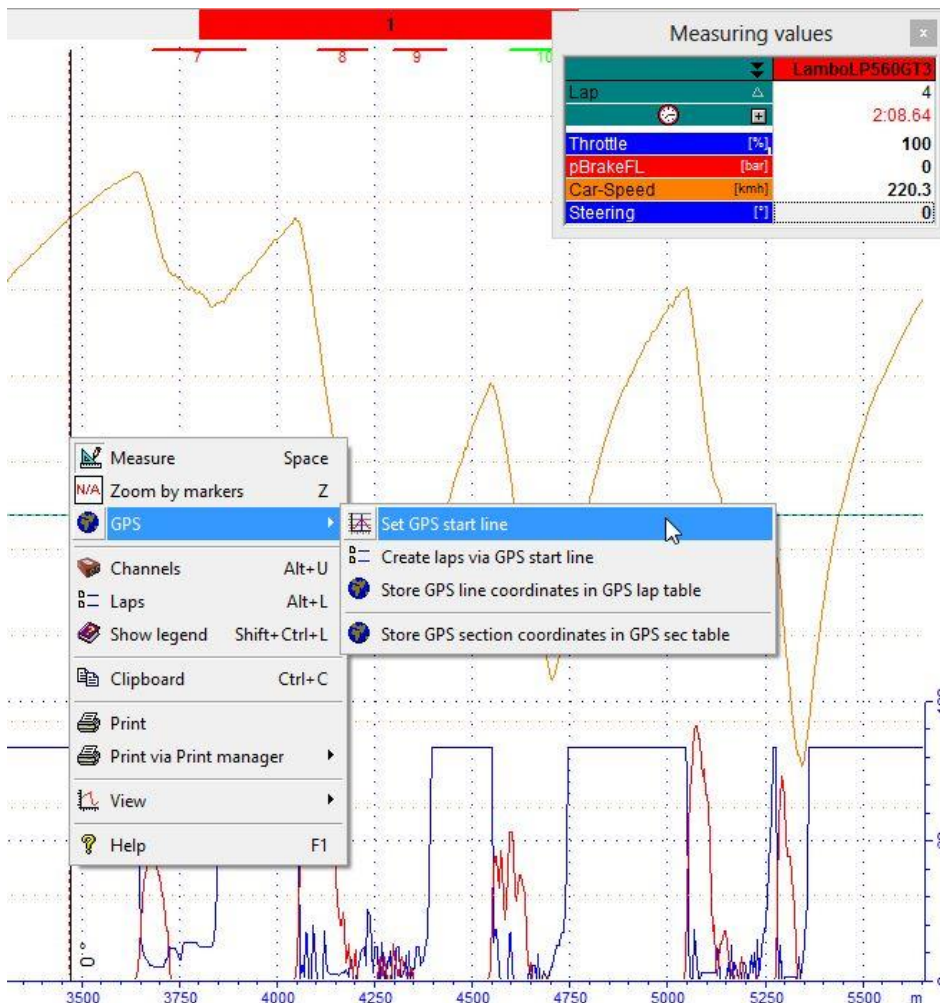 1
7
8
9
10
Measuring values
x
LamboLP560GT3
Lap 4
2:08.64
Throttle [%] 100
pBrakeFL [bar] 0
Car-Speed [kmh] 220.3
Steering [°] 0
Measure Space
N/A Zoom by markers Z
GPS
Set GPS start line
Create laps via GPS start line
Store GPS line coordinates in GPS lap table
Store GPS section coordinates in GPS sec table
Channels Alt+U
Laps Alt+L
Show legend Shift+Ctrl+L
Clipboard Ctrl+C
Print
Print via Print manager
View
Help F1
0°
3500 3750 4000 4250 4500 4750 5000 5250 5500 m